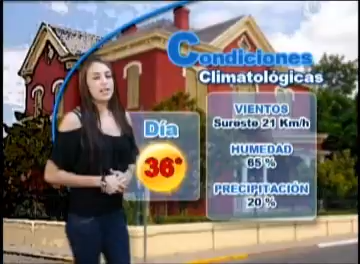 Condiciones
Climatológicas
Día
36°
VIENTOS
Sureste 21 Km/h
HUMEDAD
65 %
PRECIPITACIÓN
20 %